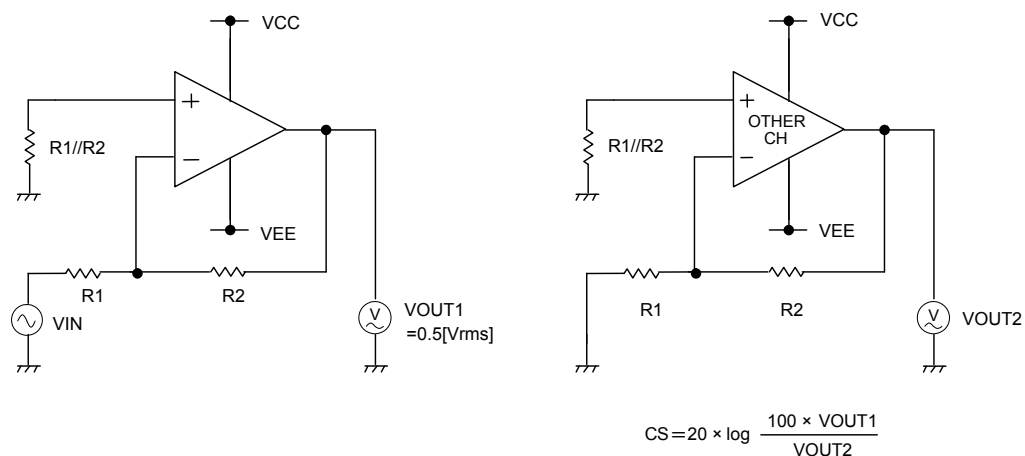 VCC
R1//R2
+
−
VEE
R1
R2
VIN
V
VOUT1
=0.5[Vrms]
VCC
R1//R2
+
OTHER
CH
−
VEE
R1
R2
V
VOUT2
CS=20 × log 100 × VOUT1
VOUT2